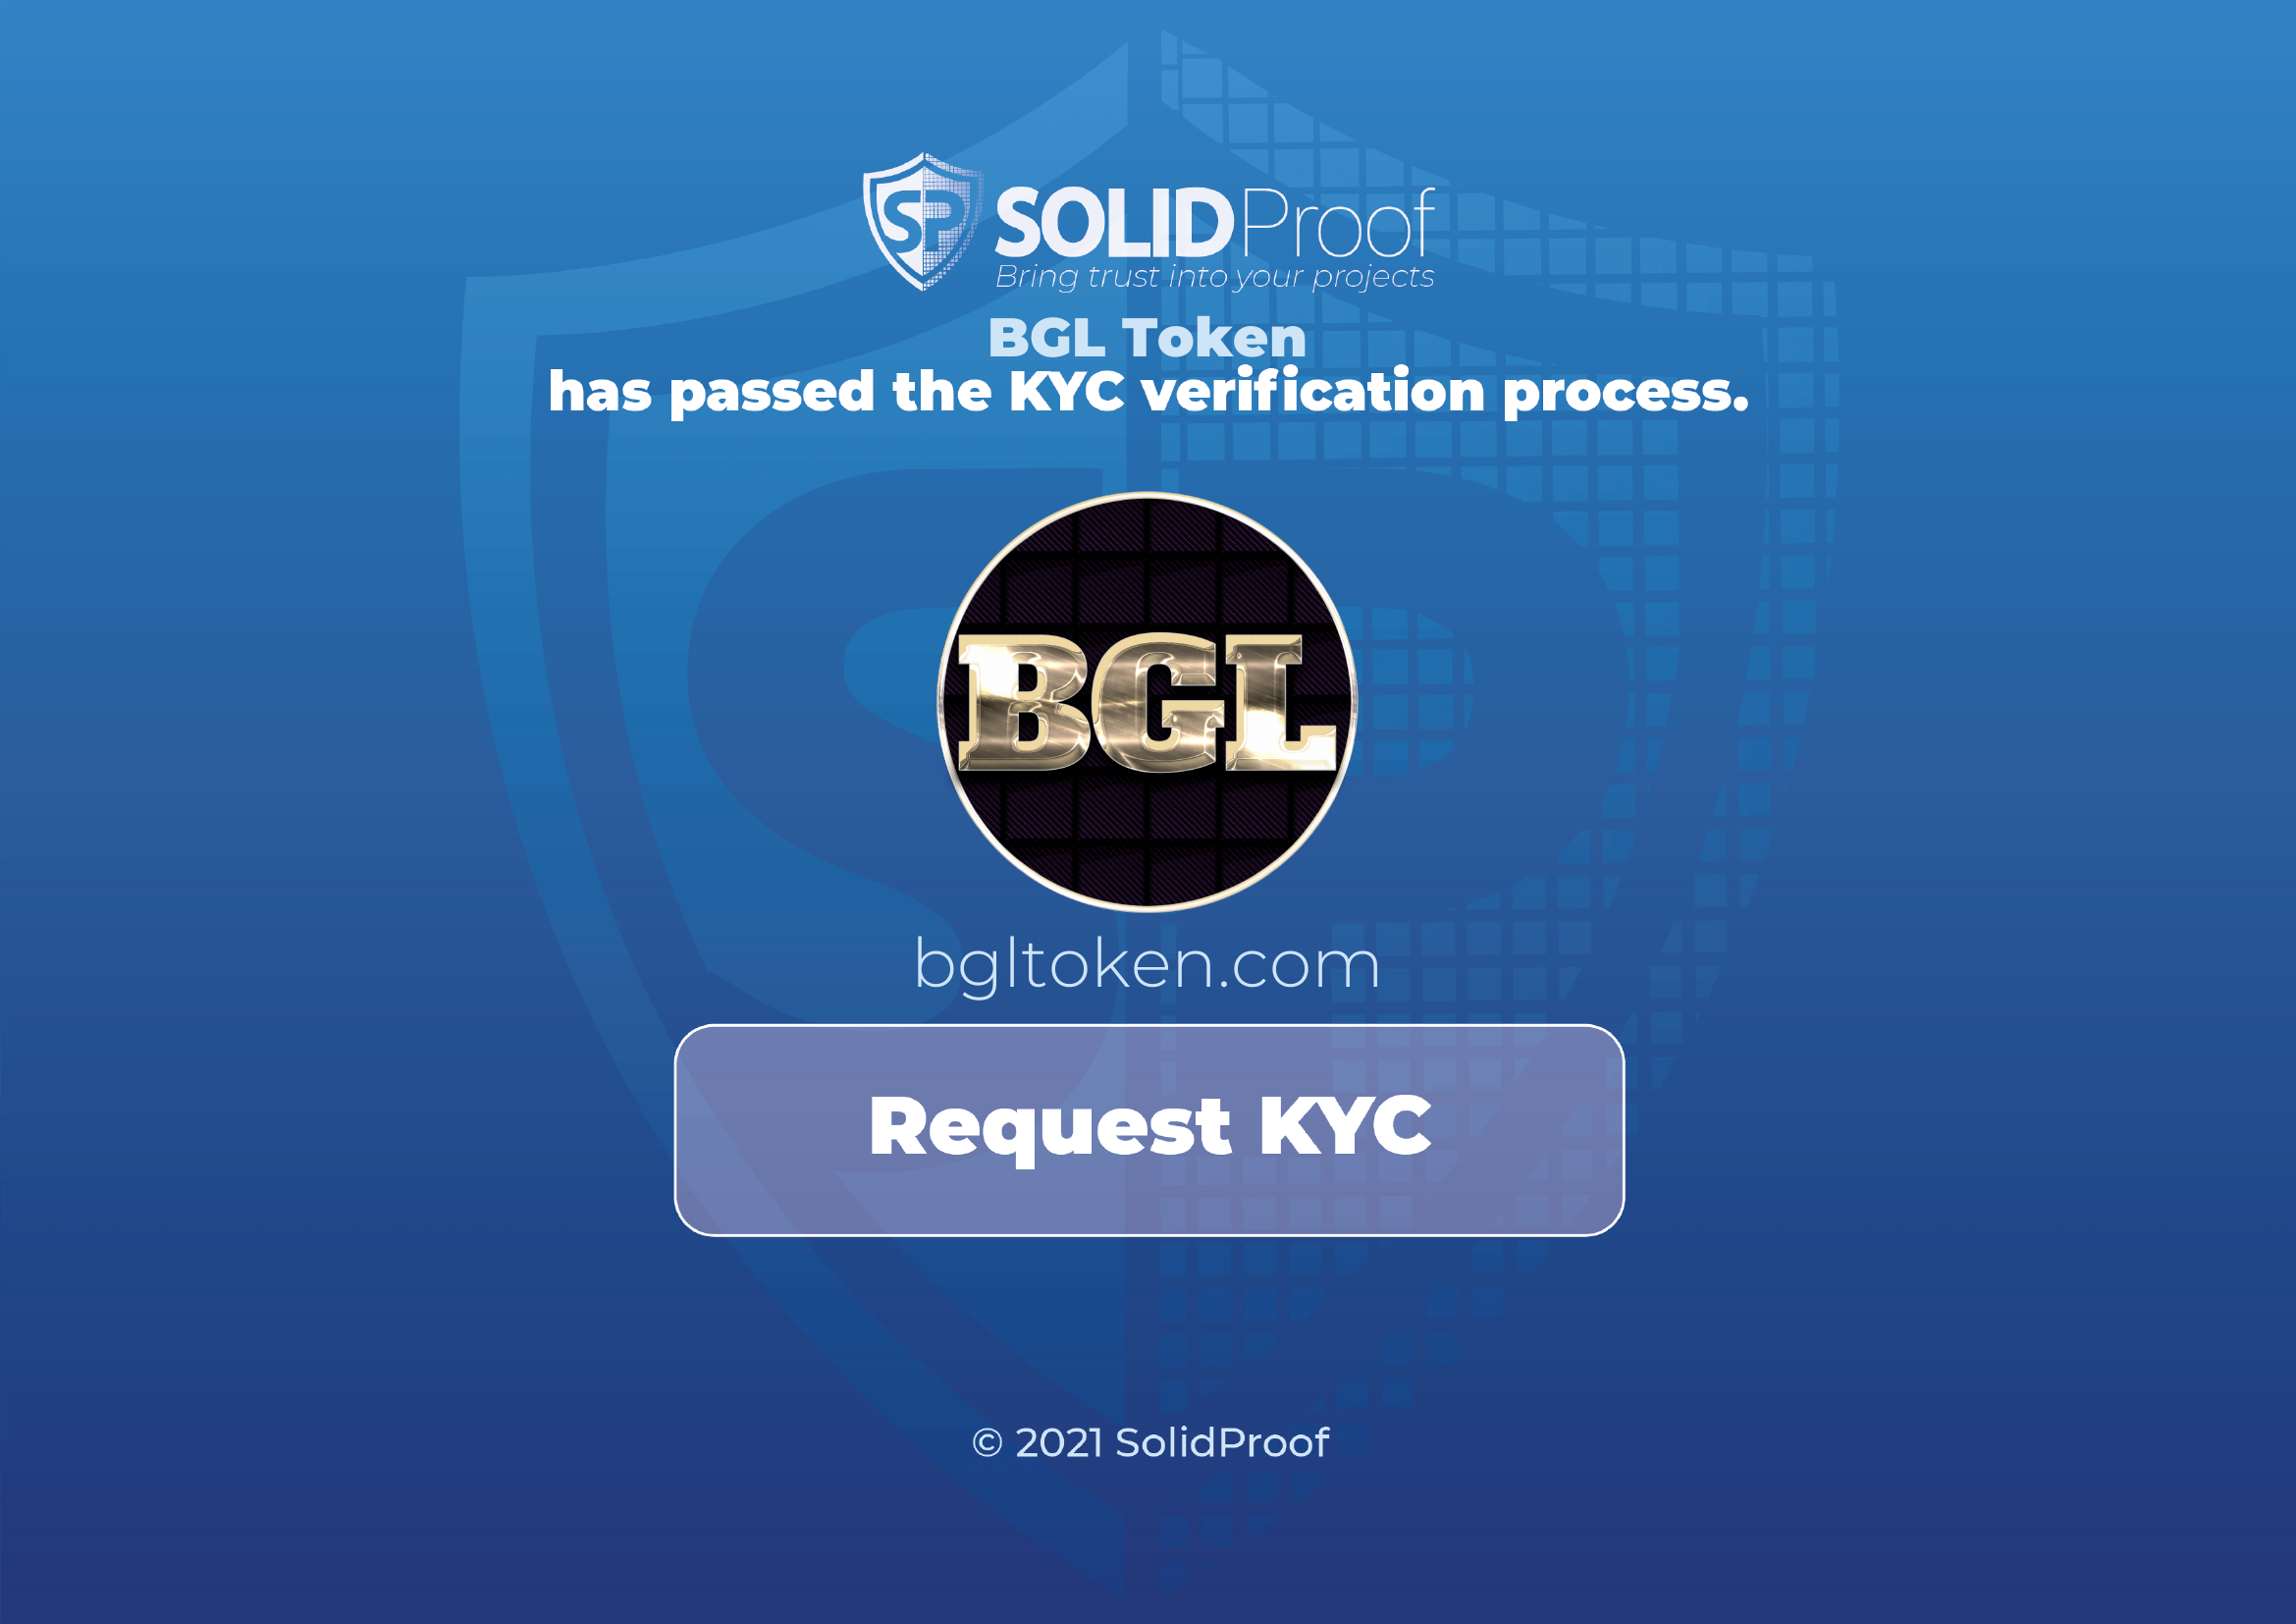 SP SOLIDProof
Bring trust into your projects
BGL Token
has passed the KYC verification process.
BGL
bgltoken.com
Request KYC
© 2021 SolidProof